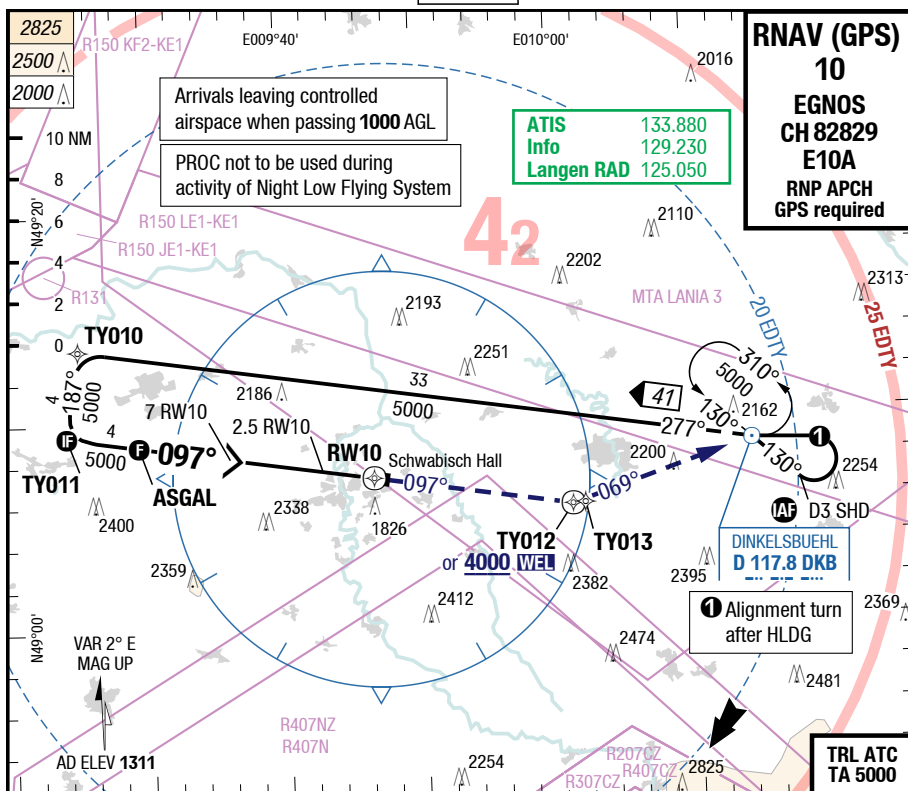 2825
2500
2000
R150 KF2-KE1
E009°40'
E010°00'
2016
RNAV (GPS)
10
EGNOS
CH 82829
E10A
RNP APCH
GPS required
Arrivals leaving controlled
airspace when passing 1000 AGL
PROC not to be used during
activity of Night Low Flying System
ATIS 133.880
Info 129.230
Langen RAD 125.050
10 NM
8
6
4
2
0
N49°20'
R150 LE1-KE1
R150 JE1-KE1
R131
42
2110
2202
2313
MTA LANIA 3
2193
20 EDTY
25 EDTY
TY010
2251
310°
5000
4
187°
5000
2186
33
5000
41
277°
130°
2162
7 RW10
2.5 RW10
IF
4
5000
F
097°
RW10
Schwabisch Hall
2200
1
130°
2254
TY011
ASGAL
097°
069°
D3 SHD
IAF
2400
2338
1826
TY012
TY013
DINKELSBUEHL
D 117.8 DKB
or 4000 WEL
2359
2382
2395
2412
1 Alignment turn
after HLDG
2369
N49°00'
VAR 2° E
MAG UP
2474
2481
R407NZ
R407N
AD ELEV 1311
2254
R207CZ
R407CZ
R307CZ
2825
TRL ATC
TA 5000